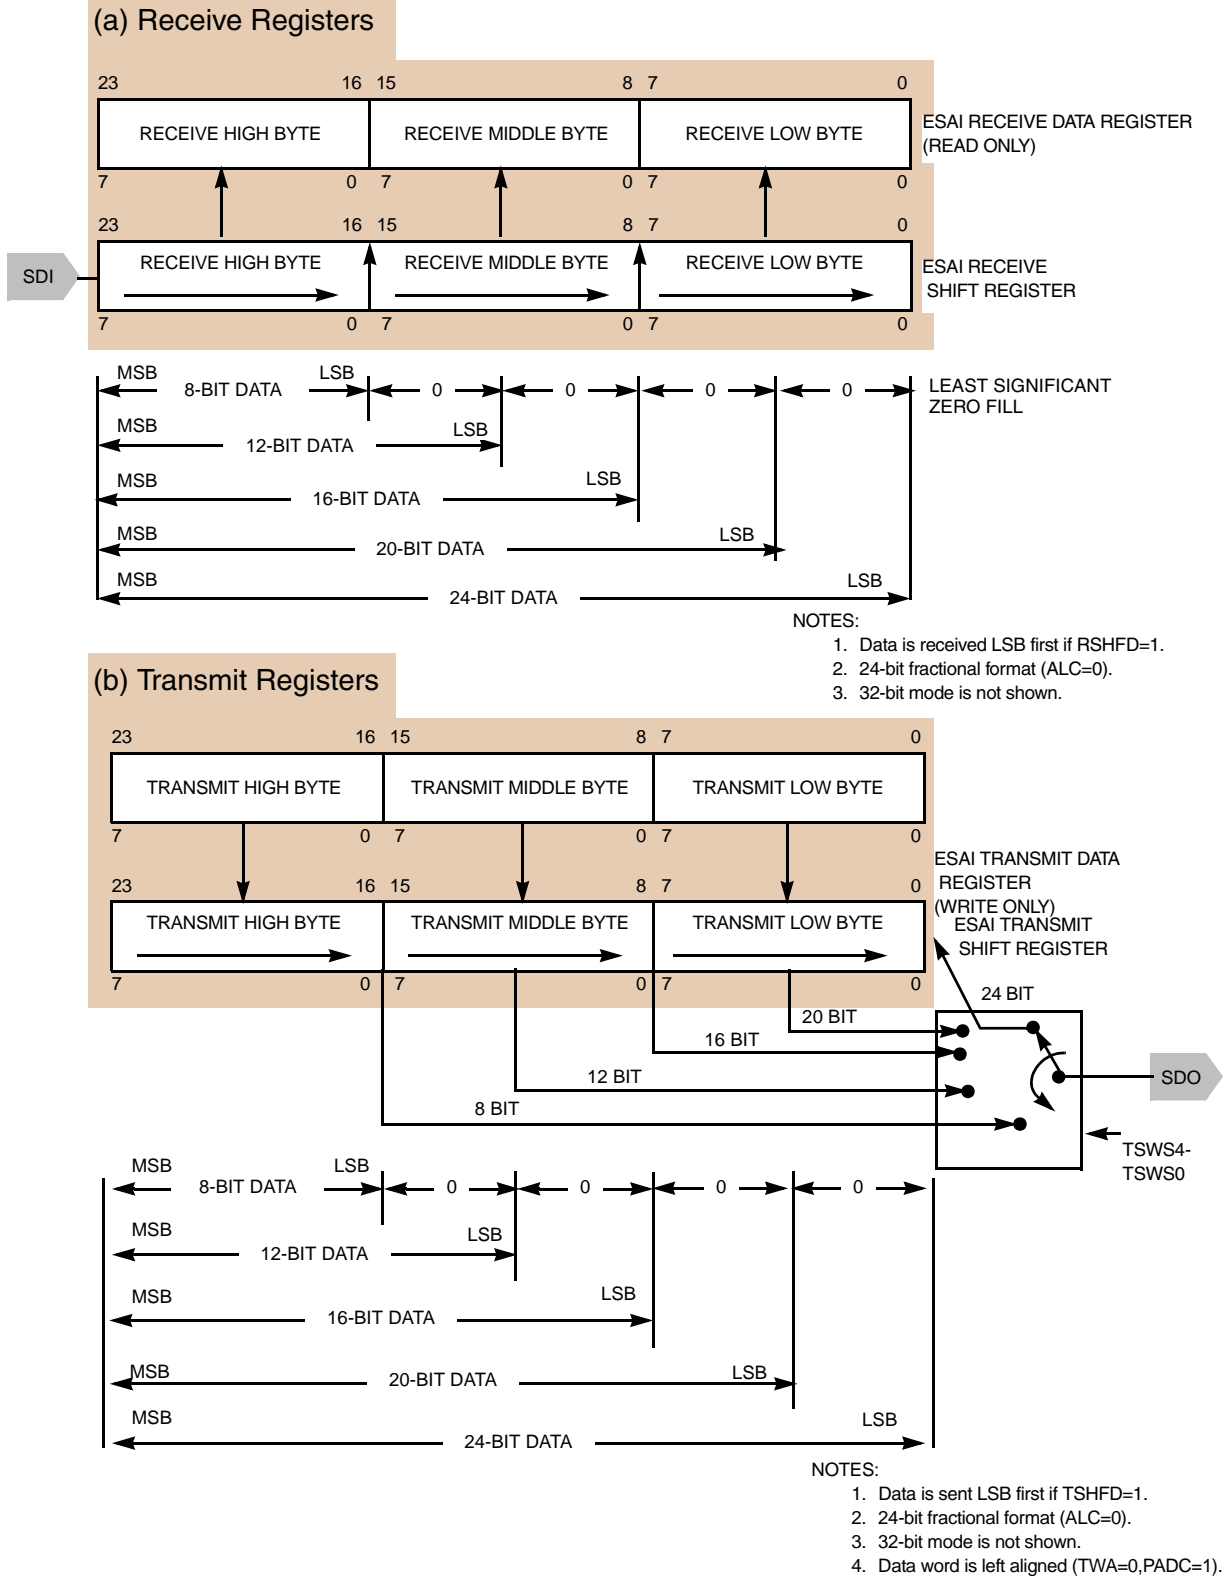 (a) Receive Registers
23 16 15 8 7 0
RECEIVE HIGH BYTE RECEIVE MIDDLE BYTE RECEIVE LOW BYTE
ESAI RECEIVE DATA REGISTER
(READ ONLY)
7 0 7 0 7 0
23 16 15 8 7 0
SDI
RECEIVE HIGH BYTE RECEIVE MIDDLE BYTE RECEIVE LOW BYTE
ESAI RECEIVE
SHIFT REGISTER
7 0 7 0 7 0
MSB LSB
8-BIT DATA 0 0 0 0
LEAST SIGNIFICANT
ZERO FILL
MSB LSB
12-BIT DATA
MSB LSB
16-BIT DATA
MSB LSB
20-BIT DATA
MSB LSB
24-BIT DATA
NOTES:
1. Data is received LSB first if RSHFD=1.
2. 24-bit fractional format (ALC=0).
3. 32-bit mode is not shown.
(b) Transmit Registers
23 16 15 8 7 0
TRANSMIT HIGH BYTE TRANSMIT MIDDLE BYTE TRANSMIT LOW BYTE
7 0 7 0 7 0
ESAI TRANSMIT DATA
REGISTER
(WRITE ONLY)
23 16 15 8 7 0
TRANSMIT HIGH BYTE TRANSMIT MIDDLE BYTE TRANSMIT LOW BYTE
ESAI TRANSMIT
SHIFT REGISTER
7 0 7 0 7 0
24 BIT
20 BIT
16 BIT
12 BIT
8 BIT
SDO
TSWS4-
TSWS0
MSB LSB
8-BIT DATA 0 0 0 0
MSB LSB
12-BIT DATA
MSB LSB
16-BIT DATA
MSB LSB
20-BIT DATA
MSB LSB
24-BIT DATA
NOTES:
1. Data is sent LSB first if TSHFD=1.
2. 24-bit fractional format (ALC=0).
3. 32-bit mode is not shown.
4. Data word is left aligned (TWA=0,PADC=1).